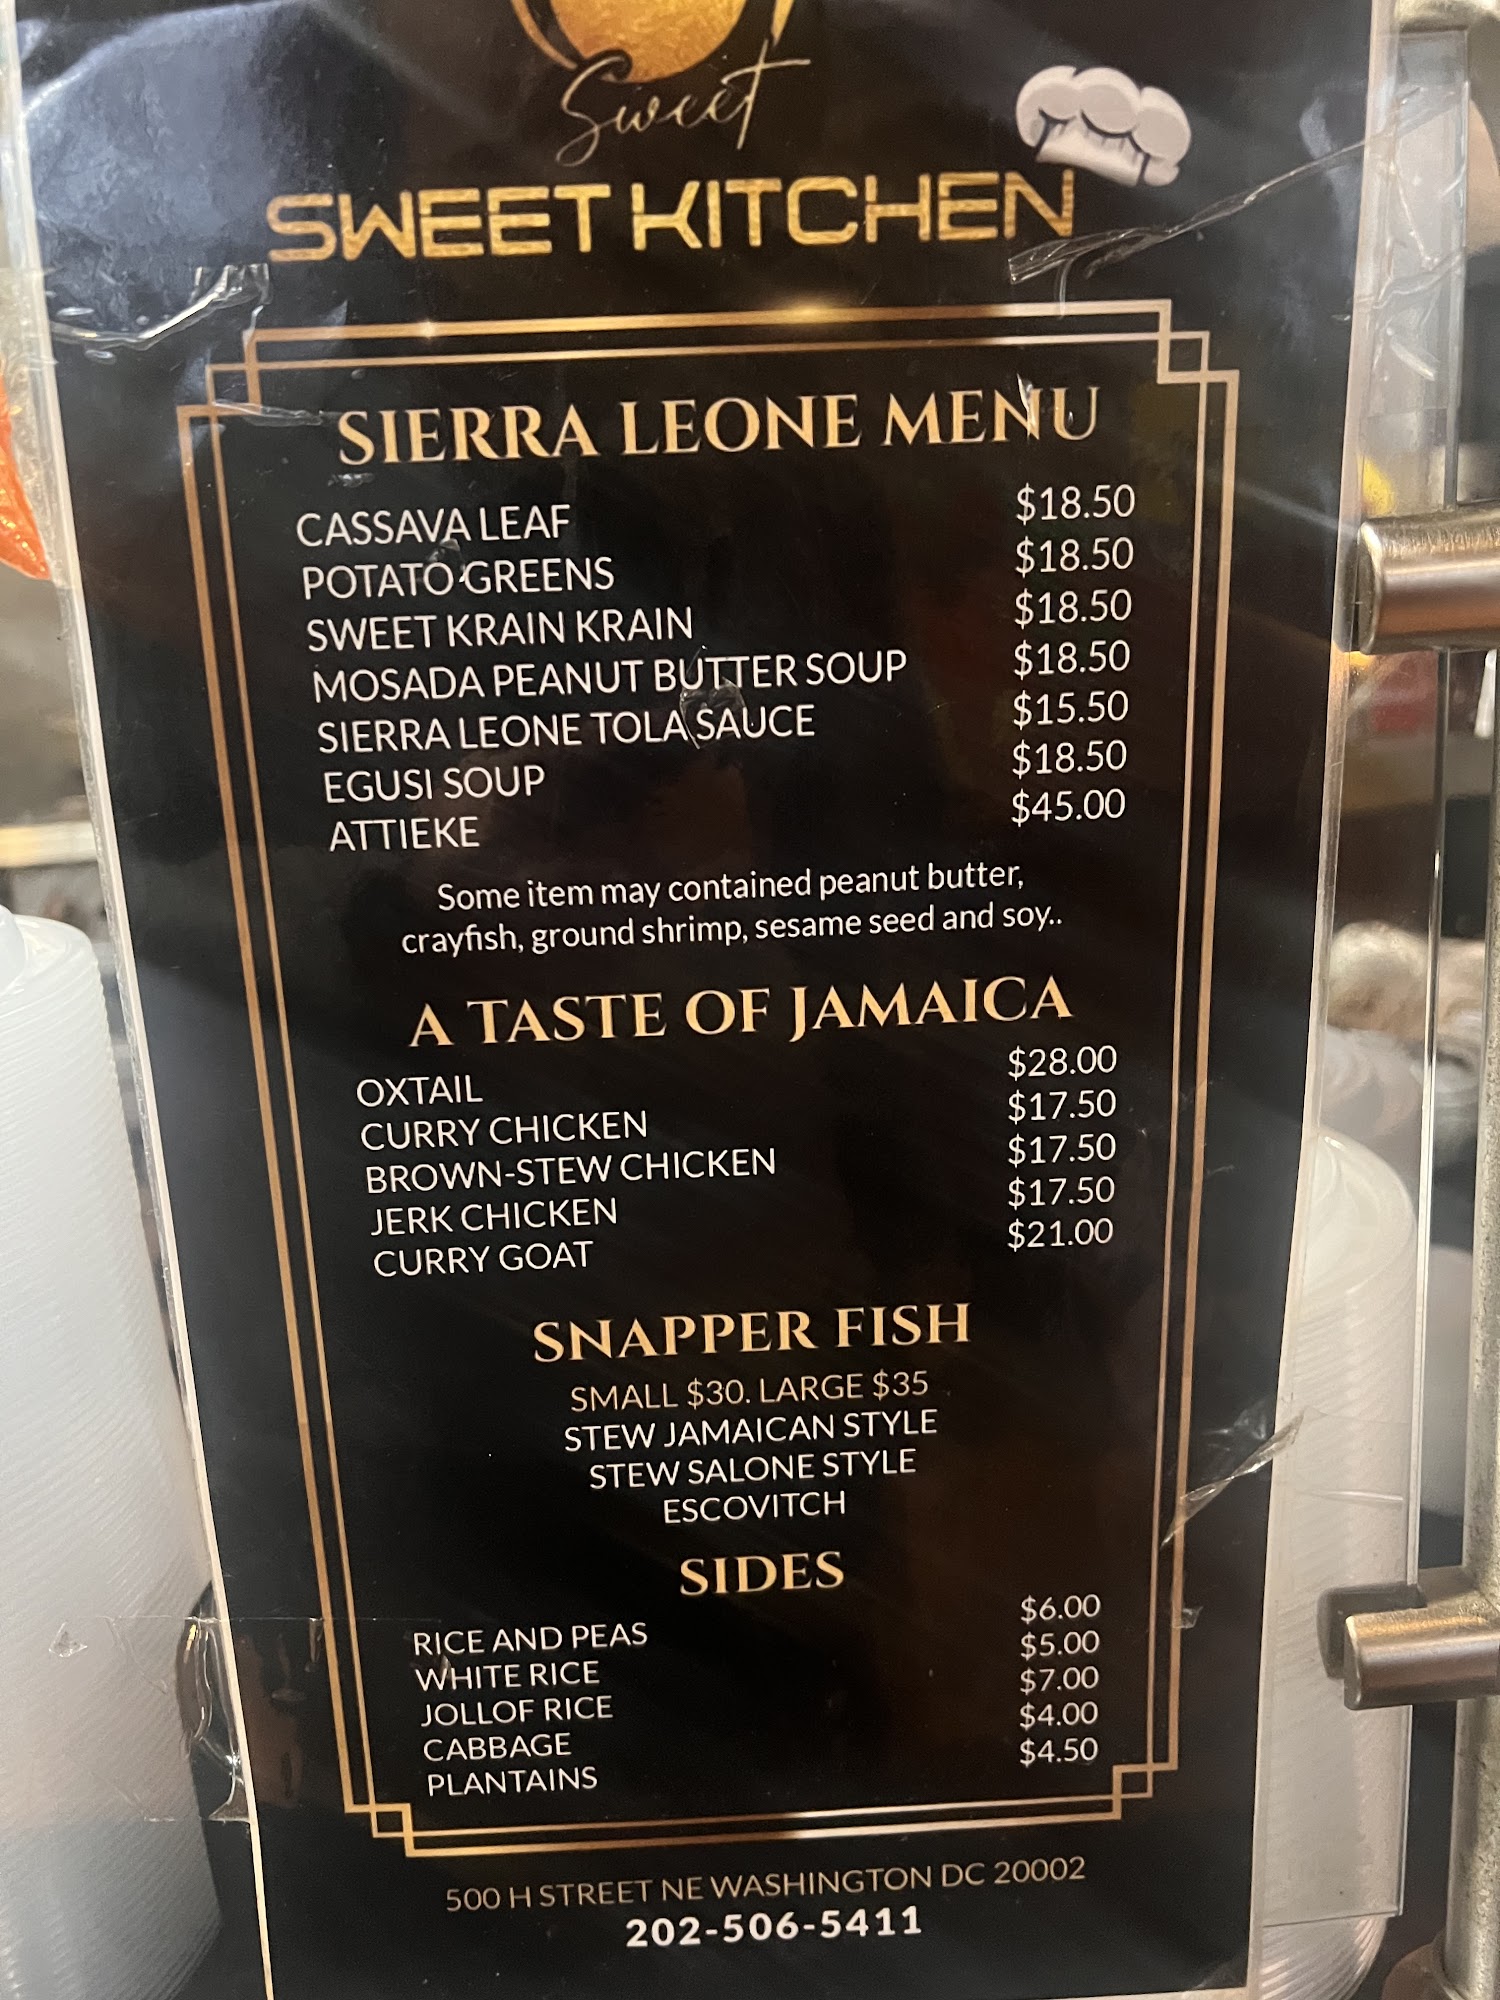 Sweet
SWEET KITCHEN
SIERRA LEONE MENU
CASSAVA LEAF $18.50
POTATO GREENS $18.50
SWEET KRAIN KRAIN $18.50
MOSADA PEANUT BUTTER SOUP $18.50
SIERRA LEONE TOLA SAUCE $15.50
EGUSI SOUP $18.50
ATTIEKE $45.00
Some item may contained peanut butter,
crayfish, ground shrimp, sesame seed and soy..
A TASTE OF JAMAICA
OXTAIL $28.00
CURRY CHICKEN $17.50
BROWN-STEW CHICKEN $17.50
JERK CHICKEN $17.50
CURRY GOAT $21.00
SNAPPER FISH
SMALL $30. LARGE $35
STEW JAMAICAN STYLE
STEW SALONE STYLE
ESCOVITCH
SIDES
RICE AND PEAS $6.00
WHITE RICE $5.00
JOLLOF RICE $7.00
CABBAGE $4.00
PLANTAINS $4.50
500 H STREET NE WASHINGTON DC 20002
202-506-5411